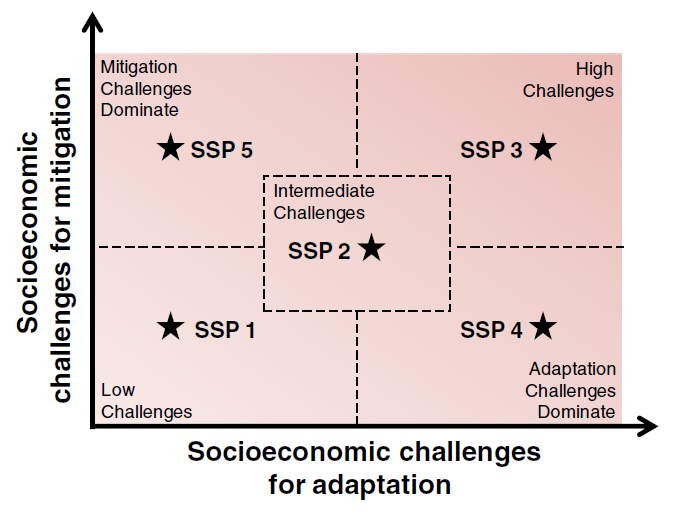 Socioeconomic
challenges for mitigation
Mitigation
Challenges
Dominate
High
Challenges
SSP 5
SSP 3
Intermediate
Challenges
SSP 2
SSP 1
SSP 4
Low
Challenges
Adaptation
Challenges
Dominate
Socioeconomic challenges
for adaptation